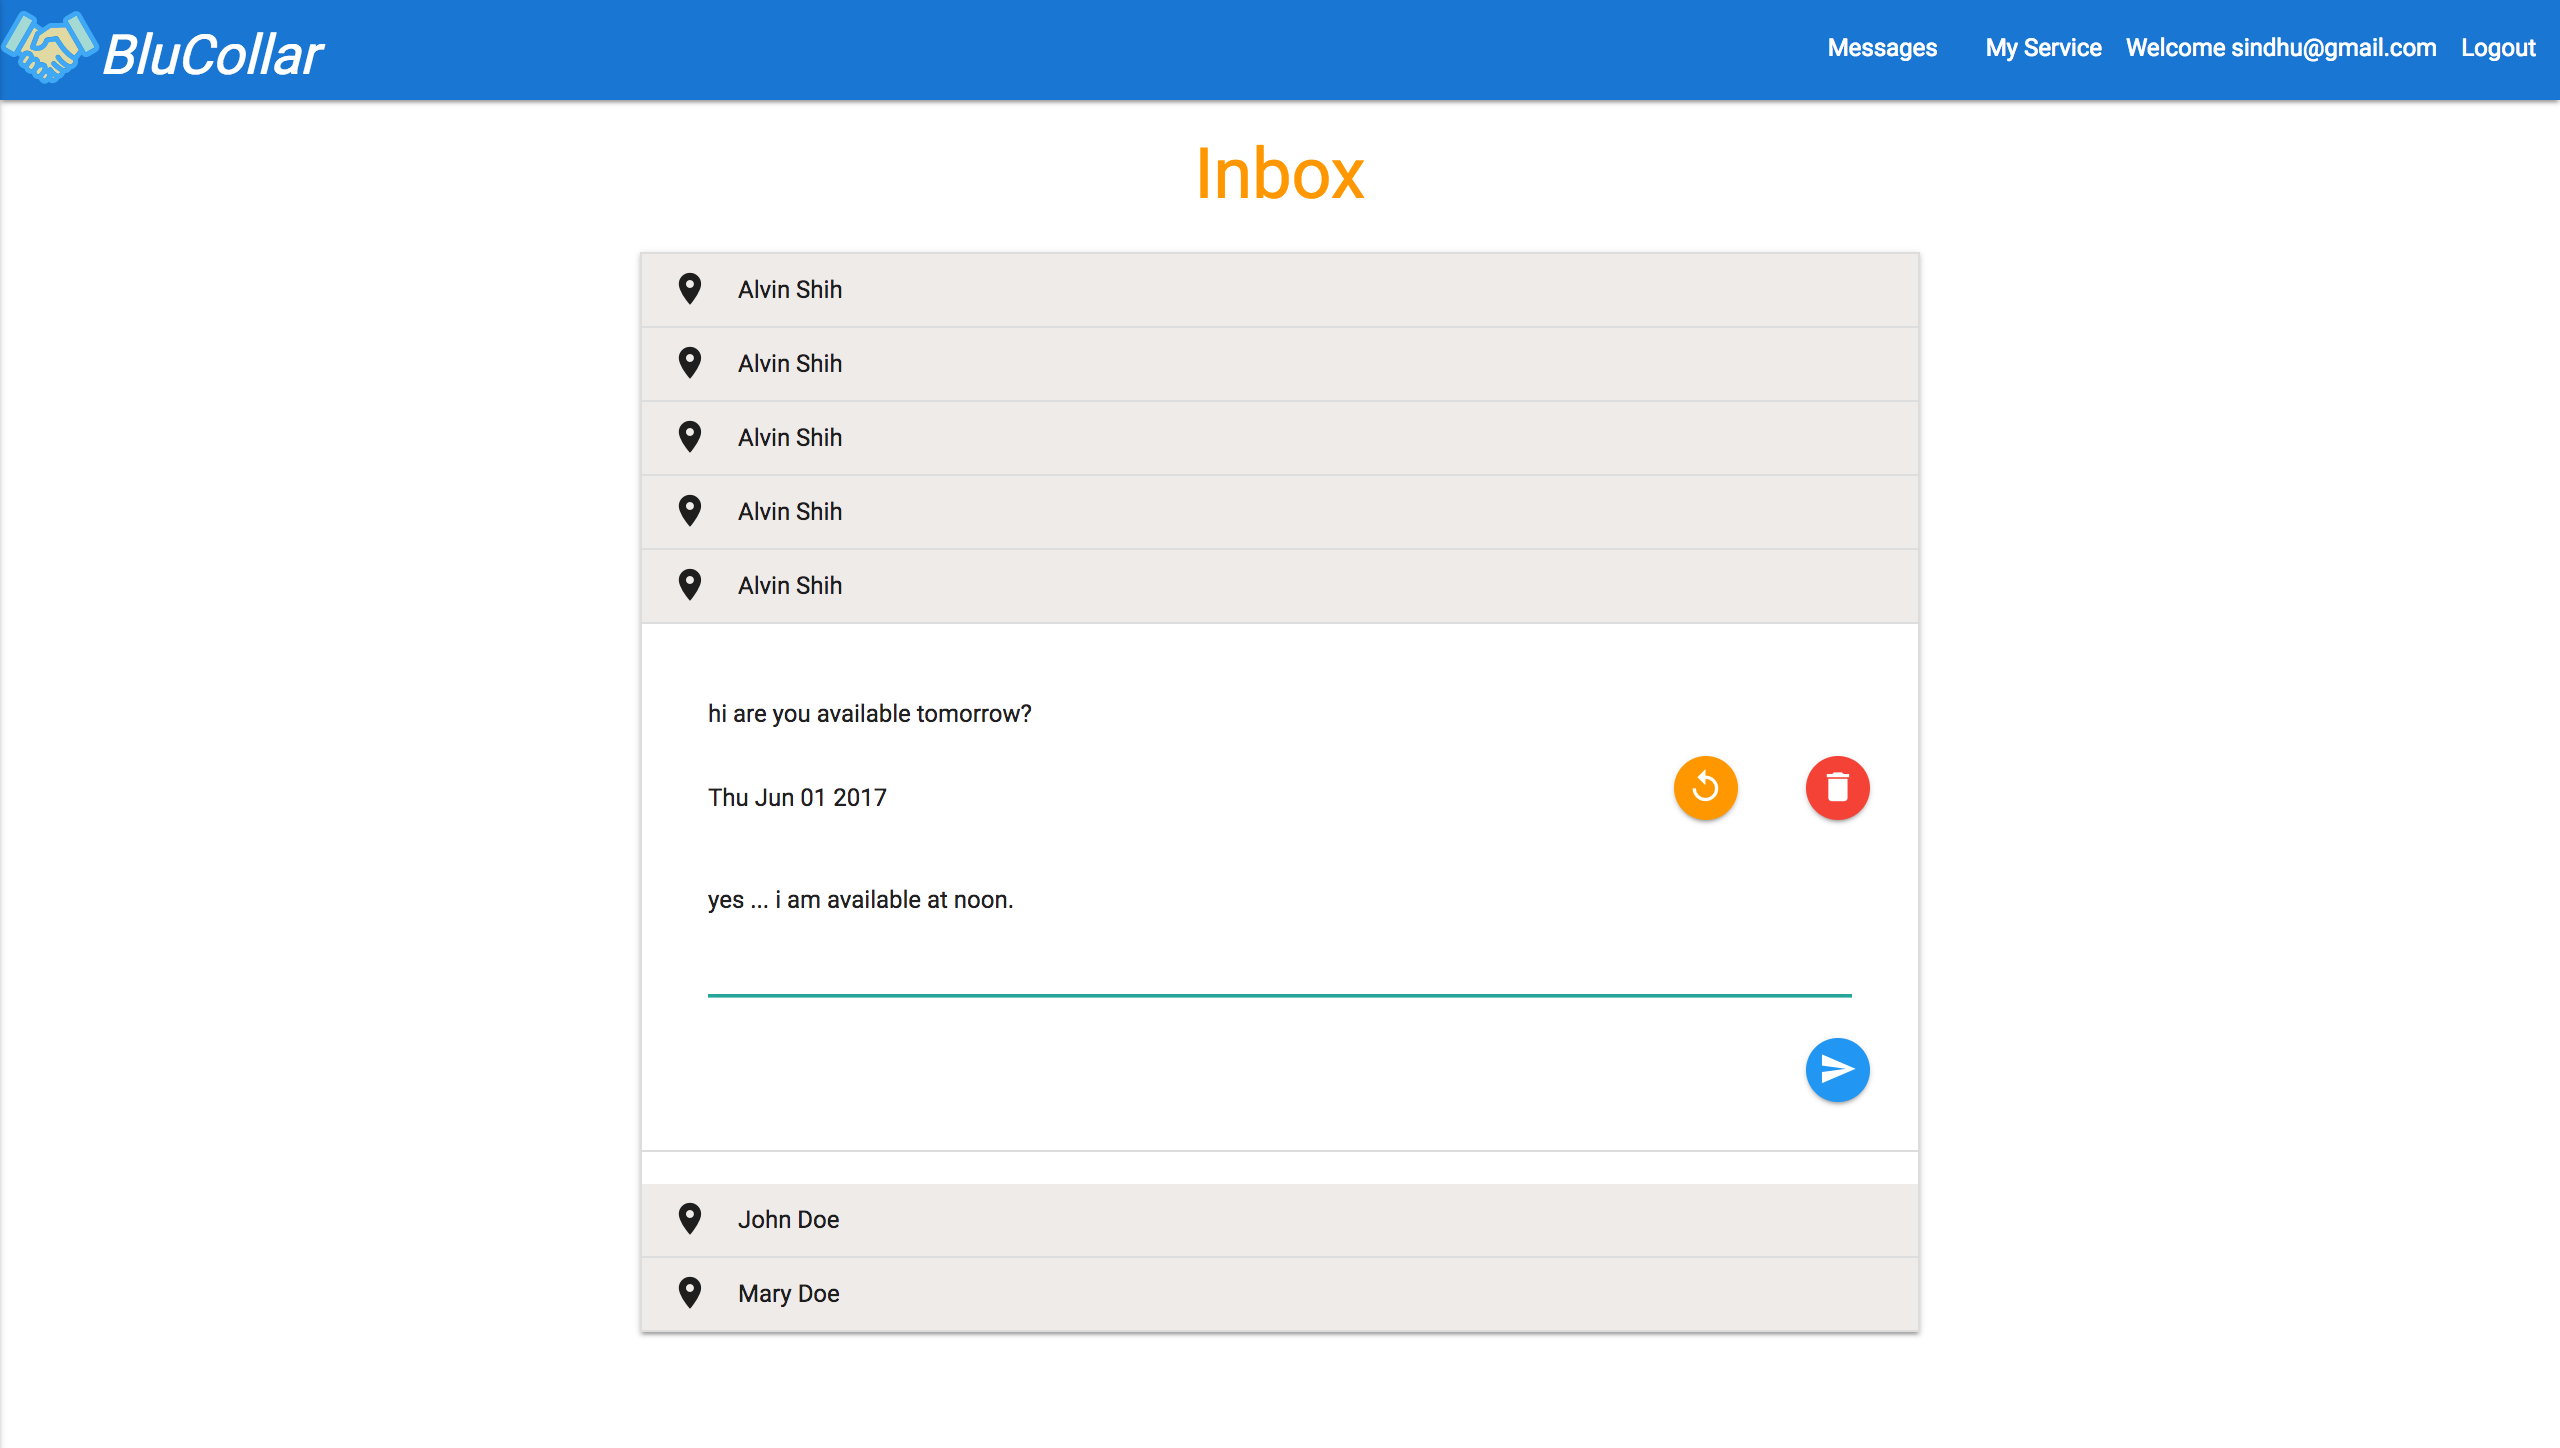 BluCollar
Messages My Service Welcome sindhu@gmail.com Logout
Inbox
Alvin Shih
Alvin Shih
Alvin Shih
Alvin Shih
Alvin Shih
hi are you available tomorrow?
Thu Jun 01 2017
yes ... i am available at noon.
John Doe
Mary Doe